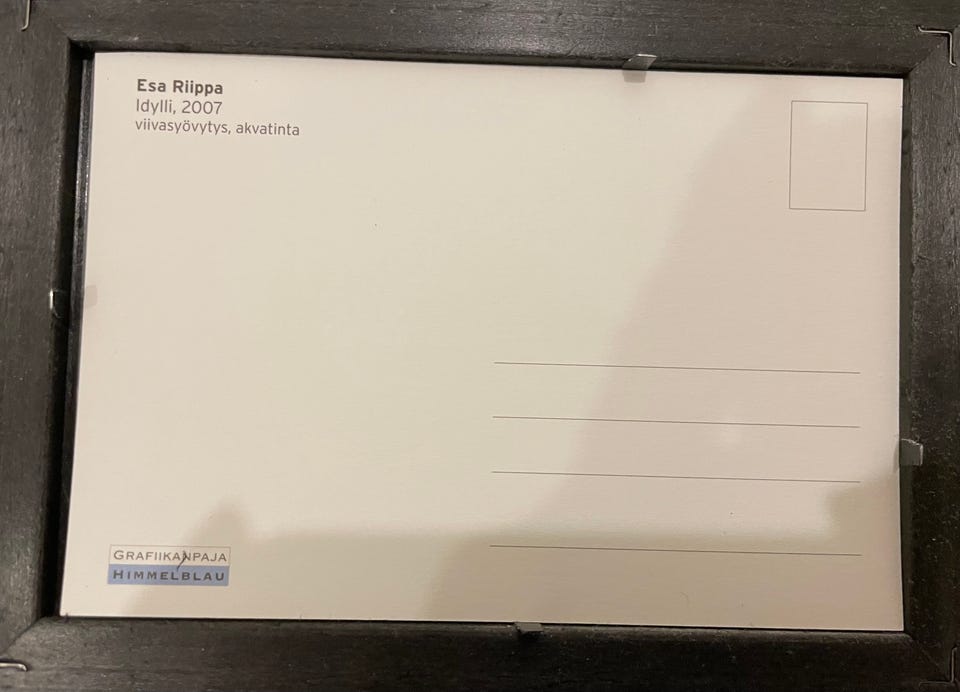 Esa Riippa
Idylli, 2007
viivasyövytys, akvatinta
GRAFIIKANPAJA
HIMMELBLAU